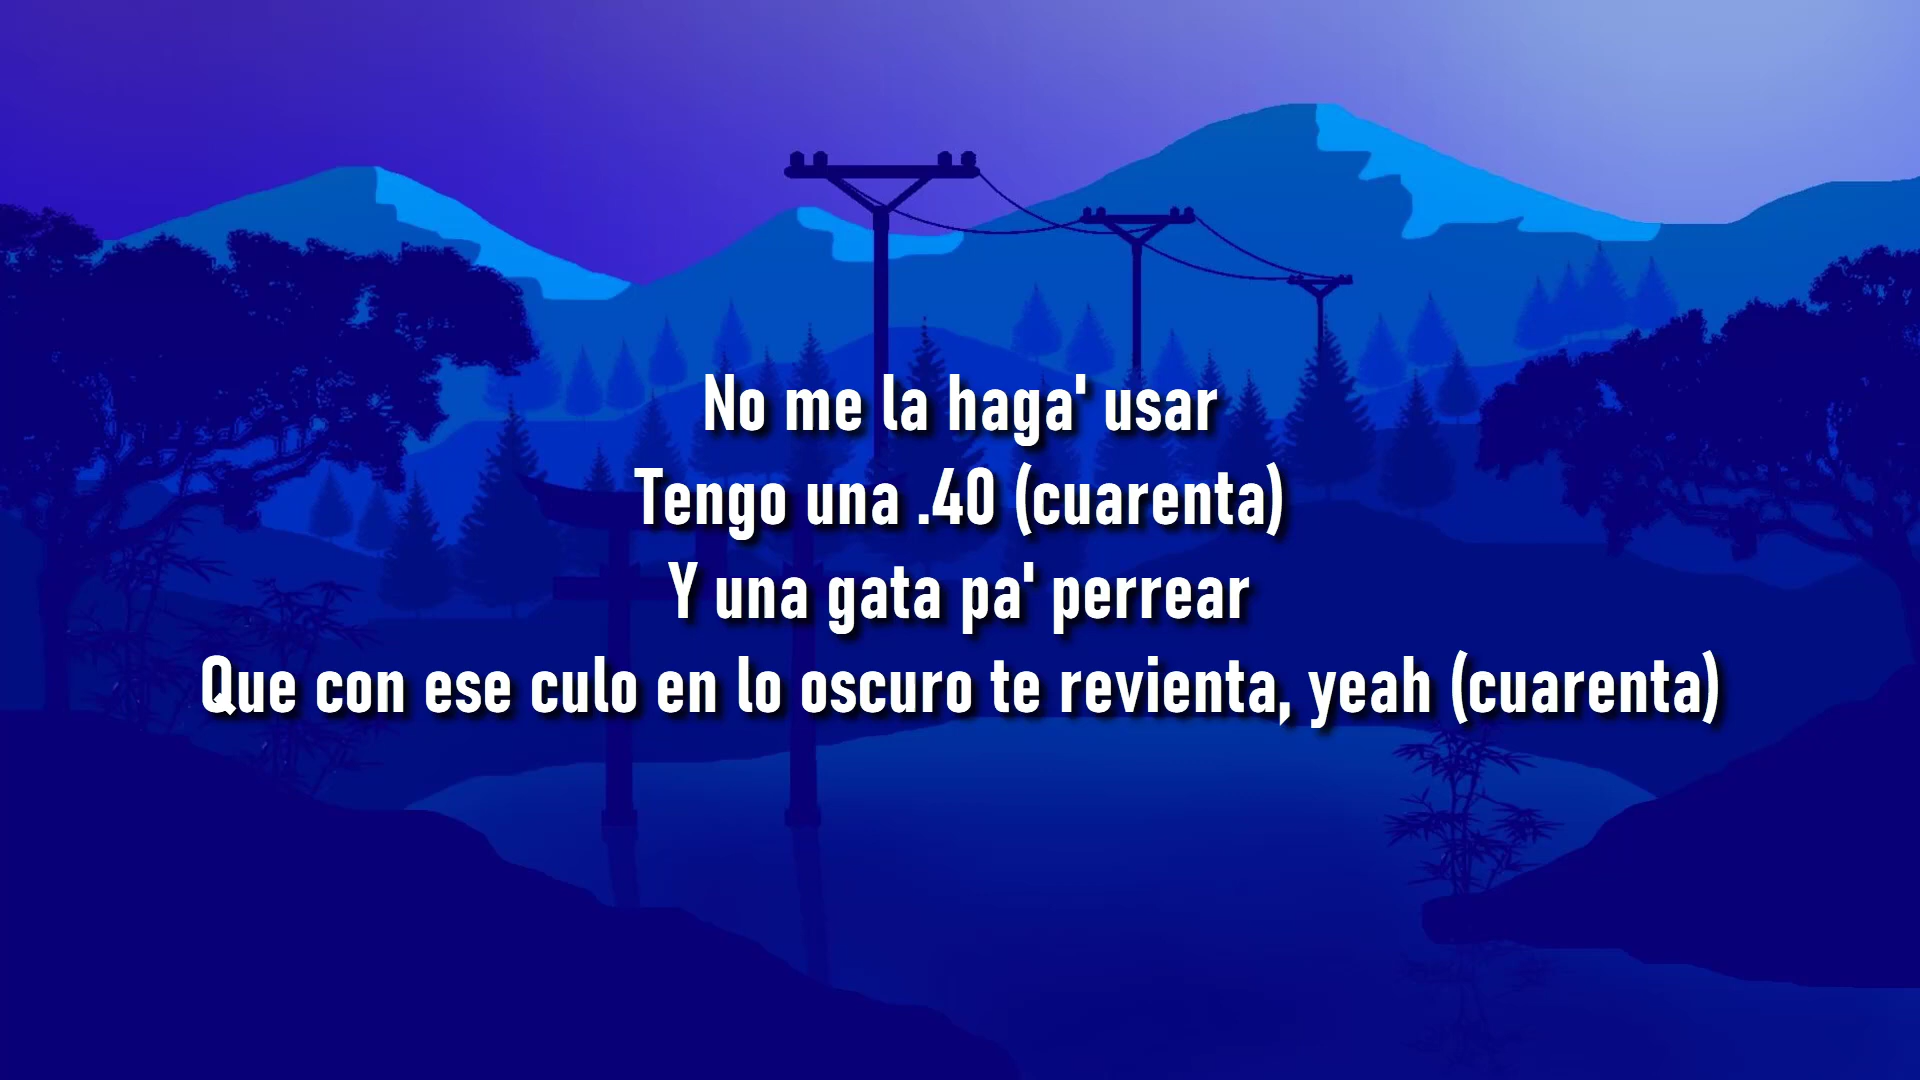 No me la haga' usar
Tengo una .40 (cuarenta)
Y una gata pa' perrear
Que con ese culo en lo oscuro te revienta, yeah (cuarenta)